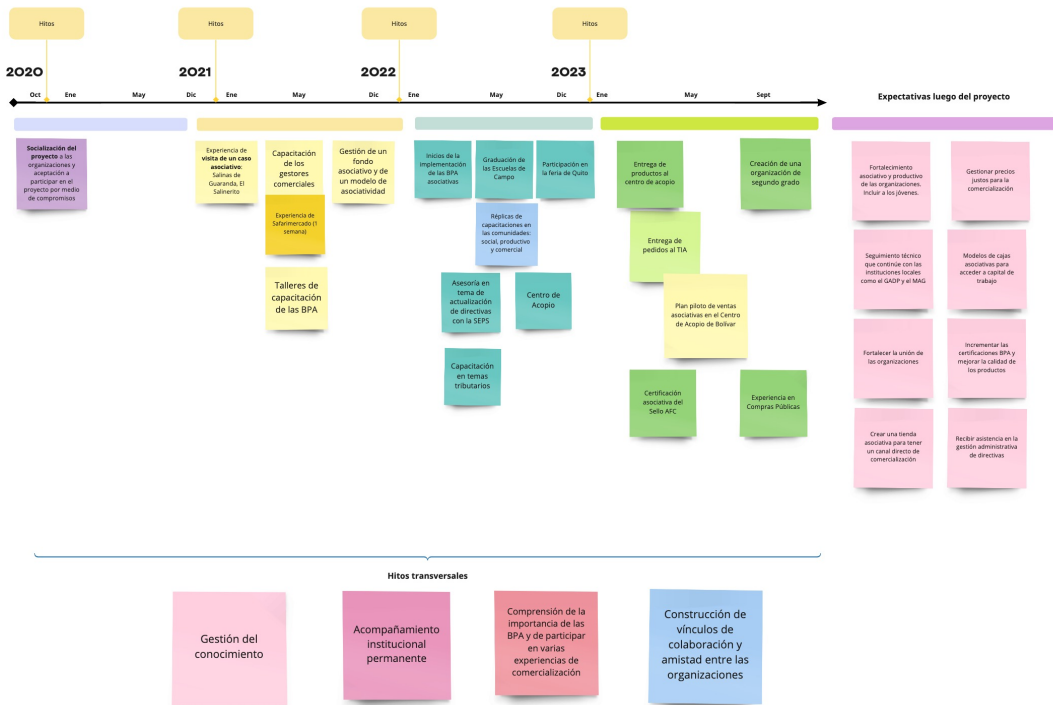 Hitos
Hitos
Hitos
Hitos
2020
2021
2022
2023
Oct
Ene
May
Dic
Ene
May
Dic
Ene
May
Dic
Ene
May
Sept
Expectativas luego del proyecto
Socialización del
proyecto a las
organizaciones y
aceptación a
participar en el
proyecto por medio
de compromisos
Experiencia de
visita de un caso
asociativo:
Salinas de
Guaranda, El
Salinerito
Capacitación
de los
gestores
comerciales
Gestión de un
fondo
asociativo y de
un modelo de
asociatividad
Experiencia de
Safarimercado (1
semana)
Talleres de
capacitación
de las BPA
Inicios de la
implementación
de las BPA
asociativas
Graduación de
las Escuelas de
Campo
Participación en
la feria de Quito
Réplicas de
capacitaciones en
las comunidades:
social, productivo
y comercial
Asesoría en
tema de
actualización
de directivas
con la SEPS
Centro de
Acopio
Capacitación
en temas
tributarios
Entrega de
productos al
centro de acopio
Creación de una
organización de
segundo grado
Entrega de
pedidos al TIA
Plan piloto de ventas
asociativas en el Centro
de Acopio de Bolívar
Certificación
asociativa del
Sello AFC
Experiencia en
Compras Públicas
Fortalecimiento
asociativo y productivo
de las organizaciones.
Incluir a los jóvenes.
Gestionar precios
justos para la
comercialización
Seguimiento técnico
que continúe con las
instituciones locales
como el GADP y el MAG
Modelos de cajas
asociativas para
acceder a capital de
trabajo
Fortalecer la unión de
las organizaciones
Incrementar las
certificaciones BPA y
mejorar la calidad de
los productos
Crear una tienda
asociativa para tener
un canal directo de
comercialización
Recibir asistencia en la
gestión administrativa
de directivas
Hitos transversales
Gestión del
conocimiento
Acompañamiento
institucional
permanente
Comprensión de la
importancia de las
BPA y de participar
en varias
experiencias de
comercialización
Construcción de
vínculos de
colaboración y
amistad entre las
organizaciones